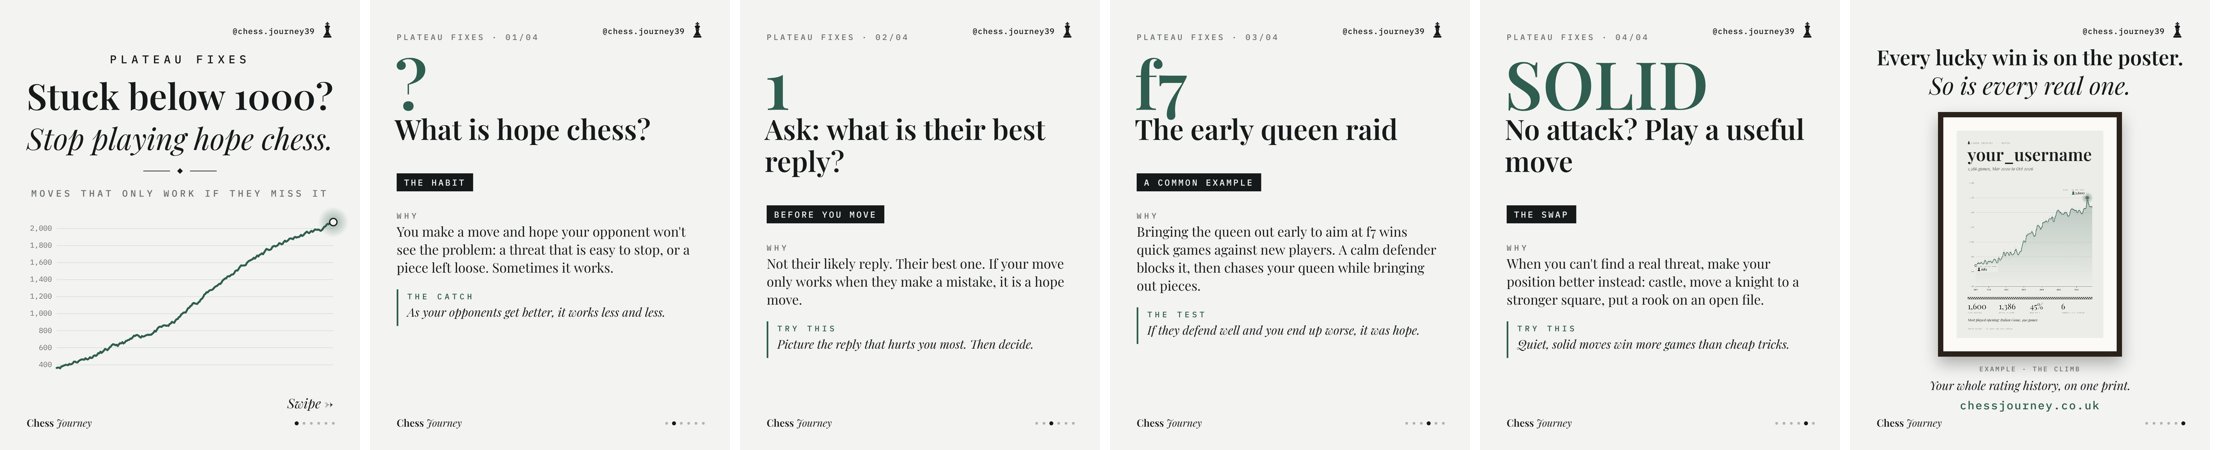 @chess.journey39
PLATEAU FIXES
Stuck below 1000?
Stop playing hope chess.
MOVES THAT ONLY WORK IF THEY MISS IT
2,000
1,800
1,600
1,400
1,200
1,000
800
600
400
Swipe
Chess Journey
PLATEAU FIXES · 01/04
@chess.journey39
?
What is hope chess?
THE HABIT
WHY
You make a move and hope your opponent won't
see the problem: a threat that is easy to stop, or a
piece left loose. Sometimes it works.
THE CATCH
As your opponents get better, it works less and less.
Chess Journey
PLATEAU FIXES · 02/04
@chess.journey39
1
Ask: what is their best
reply?
BEFORE YOU MOVE
WHY
Not their likely reply. Their best one. If your move
only works when they make a mistake, it is a hope
move.
TRY THIS
Picture the reply that hurts you most. Then decide.
Chess Journey
PLATEAU FIXES · 03/04
@chess.journey39
f7
The early queen raid
A COMMON EXAMPLE
WHY
Bringing the queen out early to aim at f7 wins
quick games against new players. A calm defender
blocks it, then chases your queen while bringing
out pieces.
THE TEST
If they defend well and you end up worse, it was hope.
Chess Journey
PLATEAU FIXES · 04/04
@chess.journey39
SOLID
No attack? Play a useful
move
THE SWAP
WHY
When you can't find a real threat, make your
position better instead: castle, move a knight to a
stronger square, put a rook on an open file.
TRY THIS
Quiet, solid moves win more games than cheap tricks.
Chess Journey
@chess.journey39
Every lucky win is on the poster.
So is every real one.
your_username
1,600 1,386 45% 6
EXAMPLE · THE CLIMB
Your whole rating history, on one print.
chessjourney.co.uk
Chess Journey